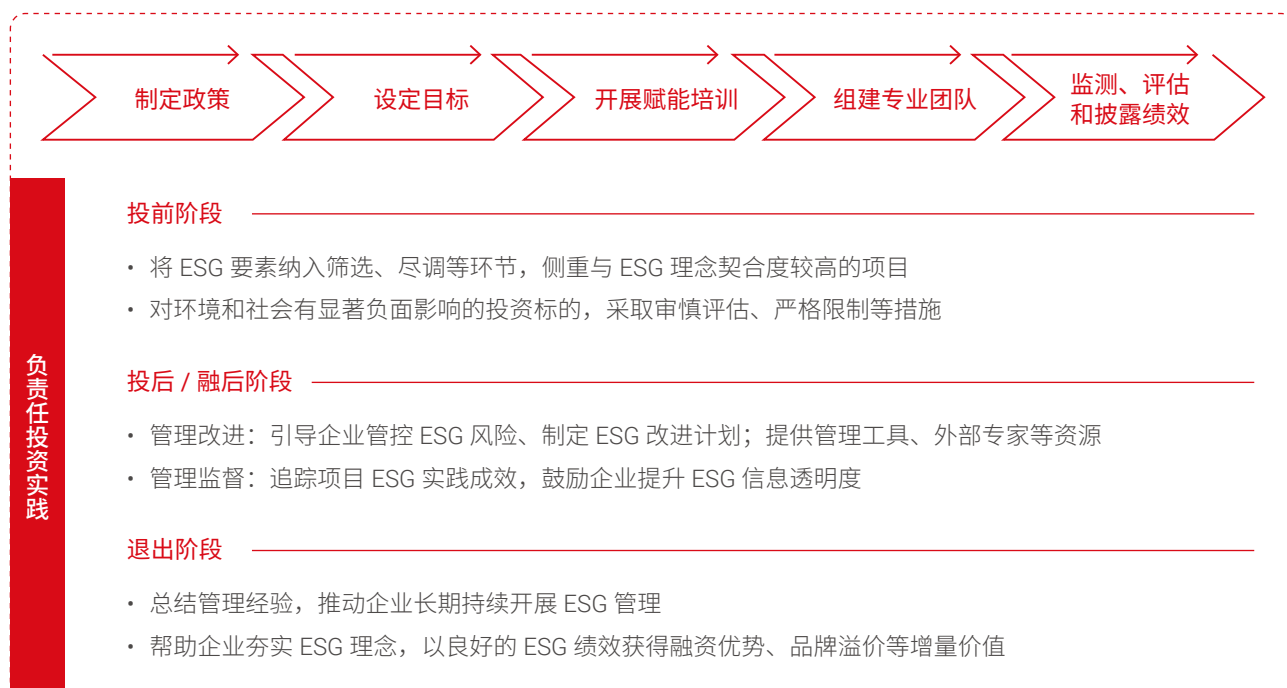 制定政策
设定目标
开展赋能培训
组建专业团队
监测、评估
和披露绩效
负责任投资实践
投前阶段
• 将 ESG 要素纳入筛选、尽调等环节，侧重与 ESG 理念契合度较高的项目
• 对环境和社会有显著负面影响的投资标的，采取审慎评估、严格限制等措施
投后 / 融后阶段
• 管理改进：引导企业管控 ESG 风险、制定 ESG 改进计划；提供管理工具、外部专家等资源
• 管理监督：追踪项目 ESG 实践成效，鼓励企业提升 ESG 信息透明度
退出阶段
• 总结管理经验，推动企业长期持续开展 ESG 管理
• 帮助企业夯实 ESG 理念，以良好的 ESG 绩效获得融资优势、品牌溢价等增量价值